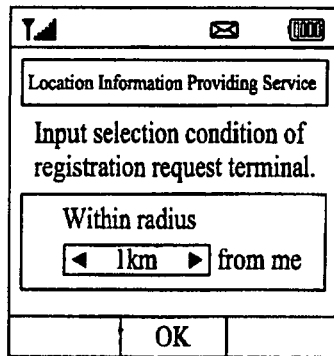 Location Information Providing Service
Input selection condition of
registration request terminal.
Within radius
◄ 1km ► from me
OK